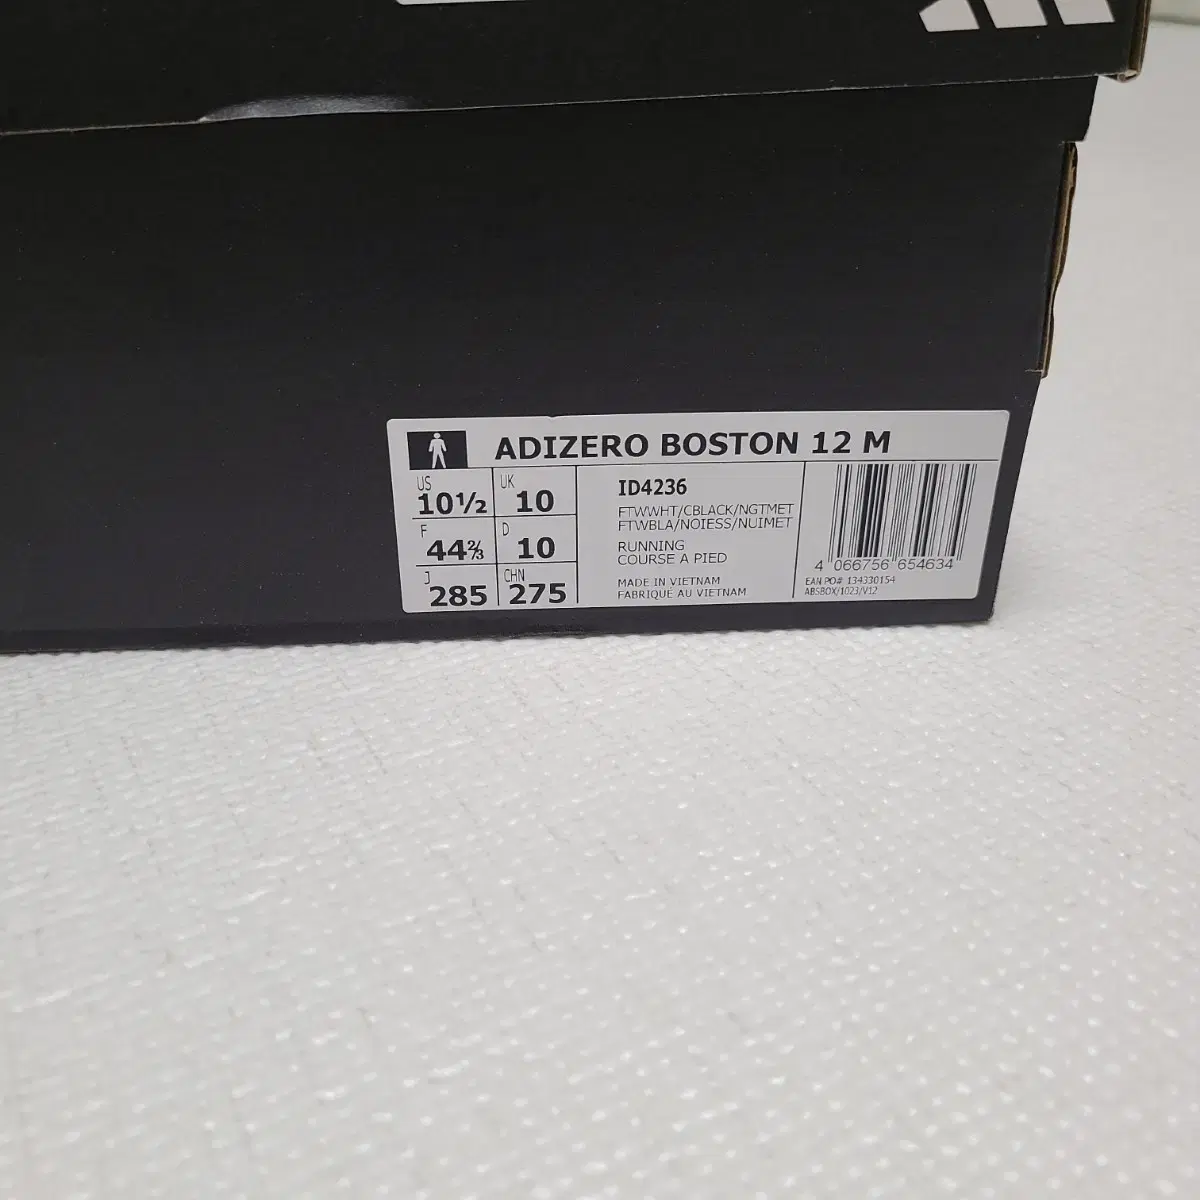 ADIZERO BOSTON 12 M
US
10½
UK
10
F
44⅔
D
10
J
285
CHN
275
ID4236
FTWWHT/CBLACK/NGTMET
FTWBLA/NOIESS/NUIMET
RUNNING
COURSE A PIED
MADE IN VIETNAM
FABRIQUÉ AU VIETNAM
4 066756 654634
EAN PO# 134330154
ABSBOX/1023/V12